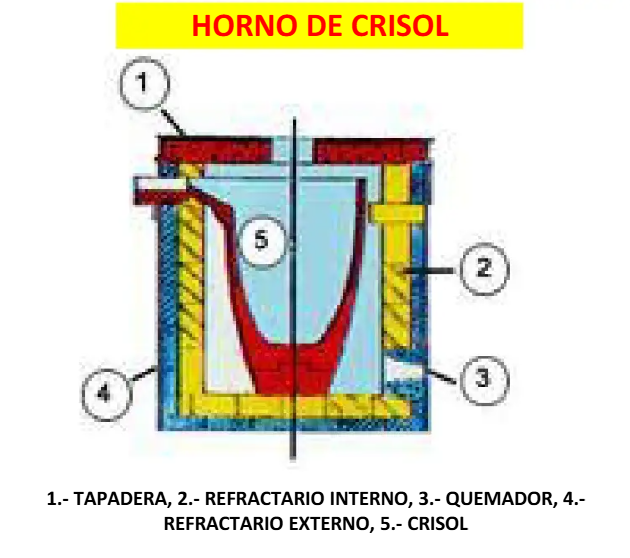 HORNO DE CRISOL
1
5
2
3
4
1.- TAPADERA, 2.- REFRACTARIO INTERNO, 3.- QUEMADOR, 4.-
REFRACTARIO EXTERNO, 5.- CRISOL